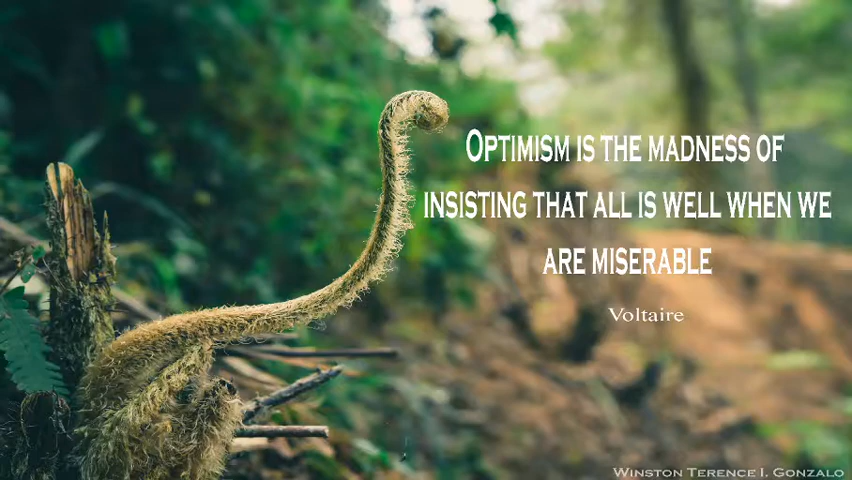 Optimism is the madness of
insisting that all is well when we
are miserable
Voltaire
Winston Terence I. Gonzalo